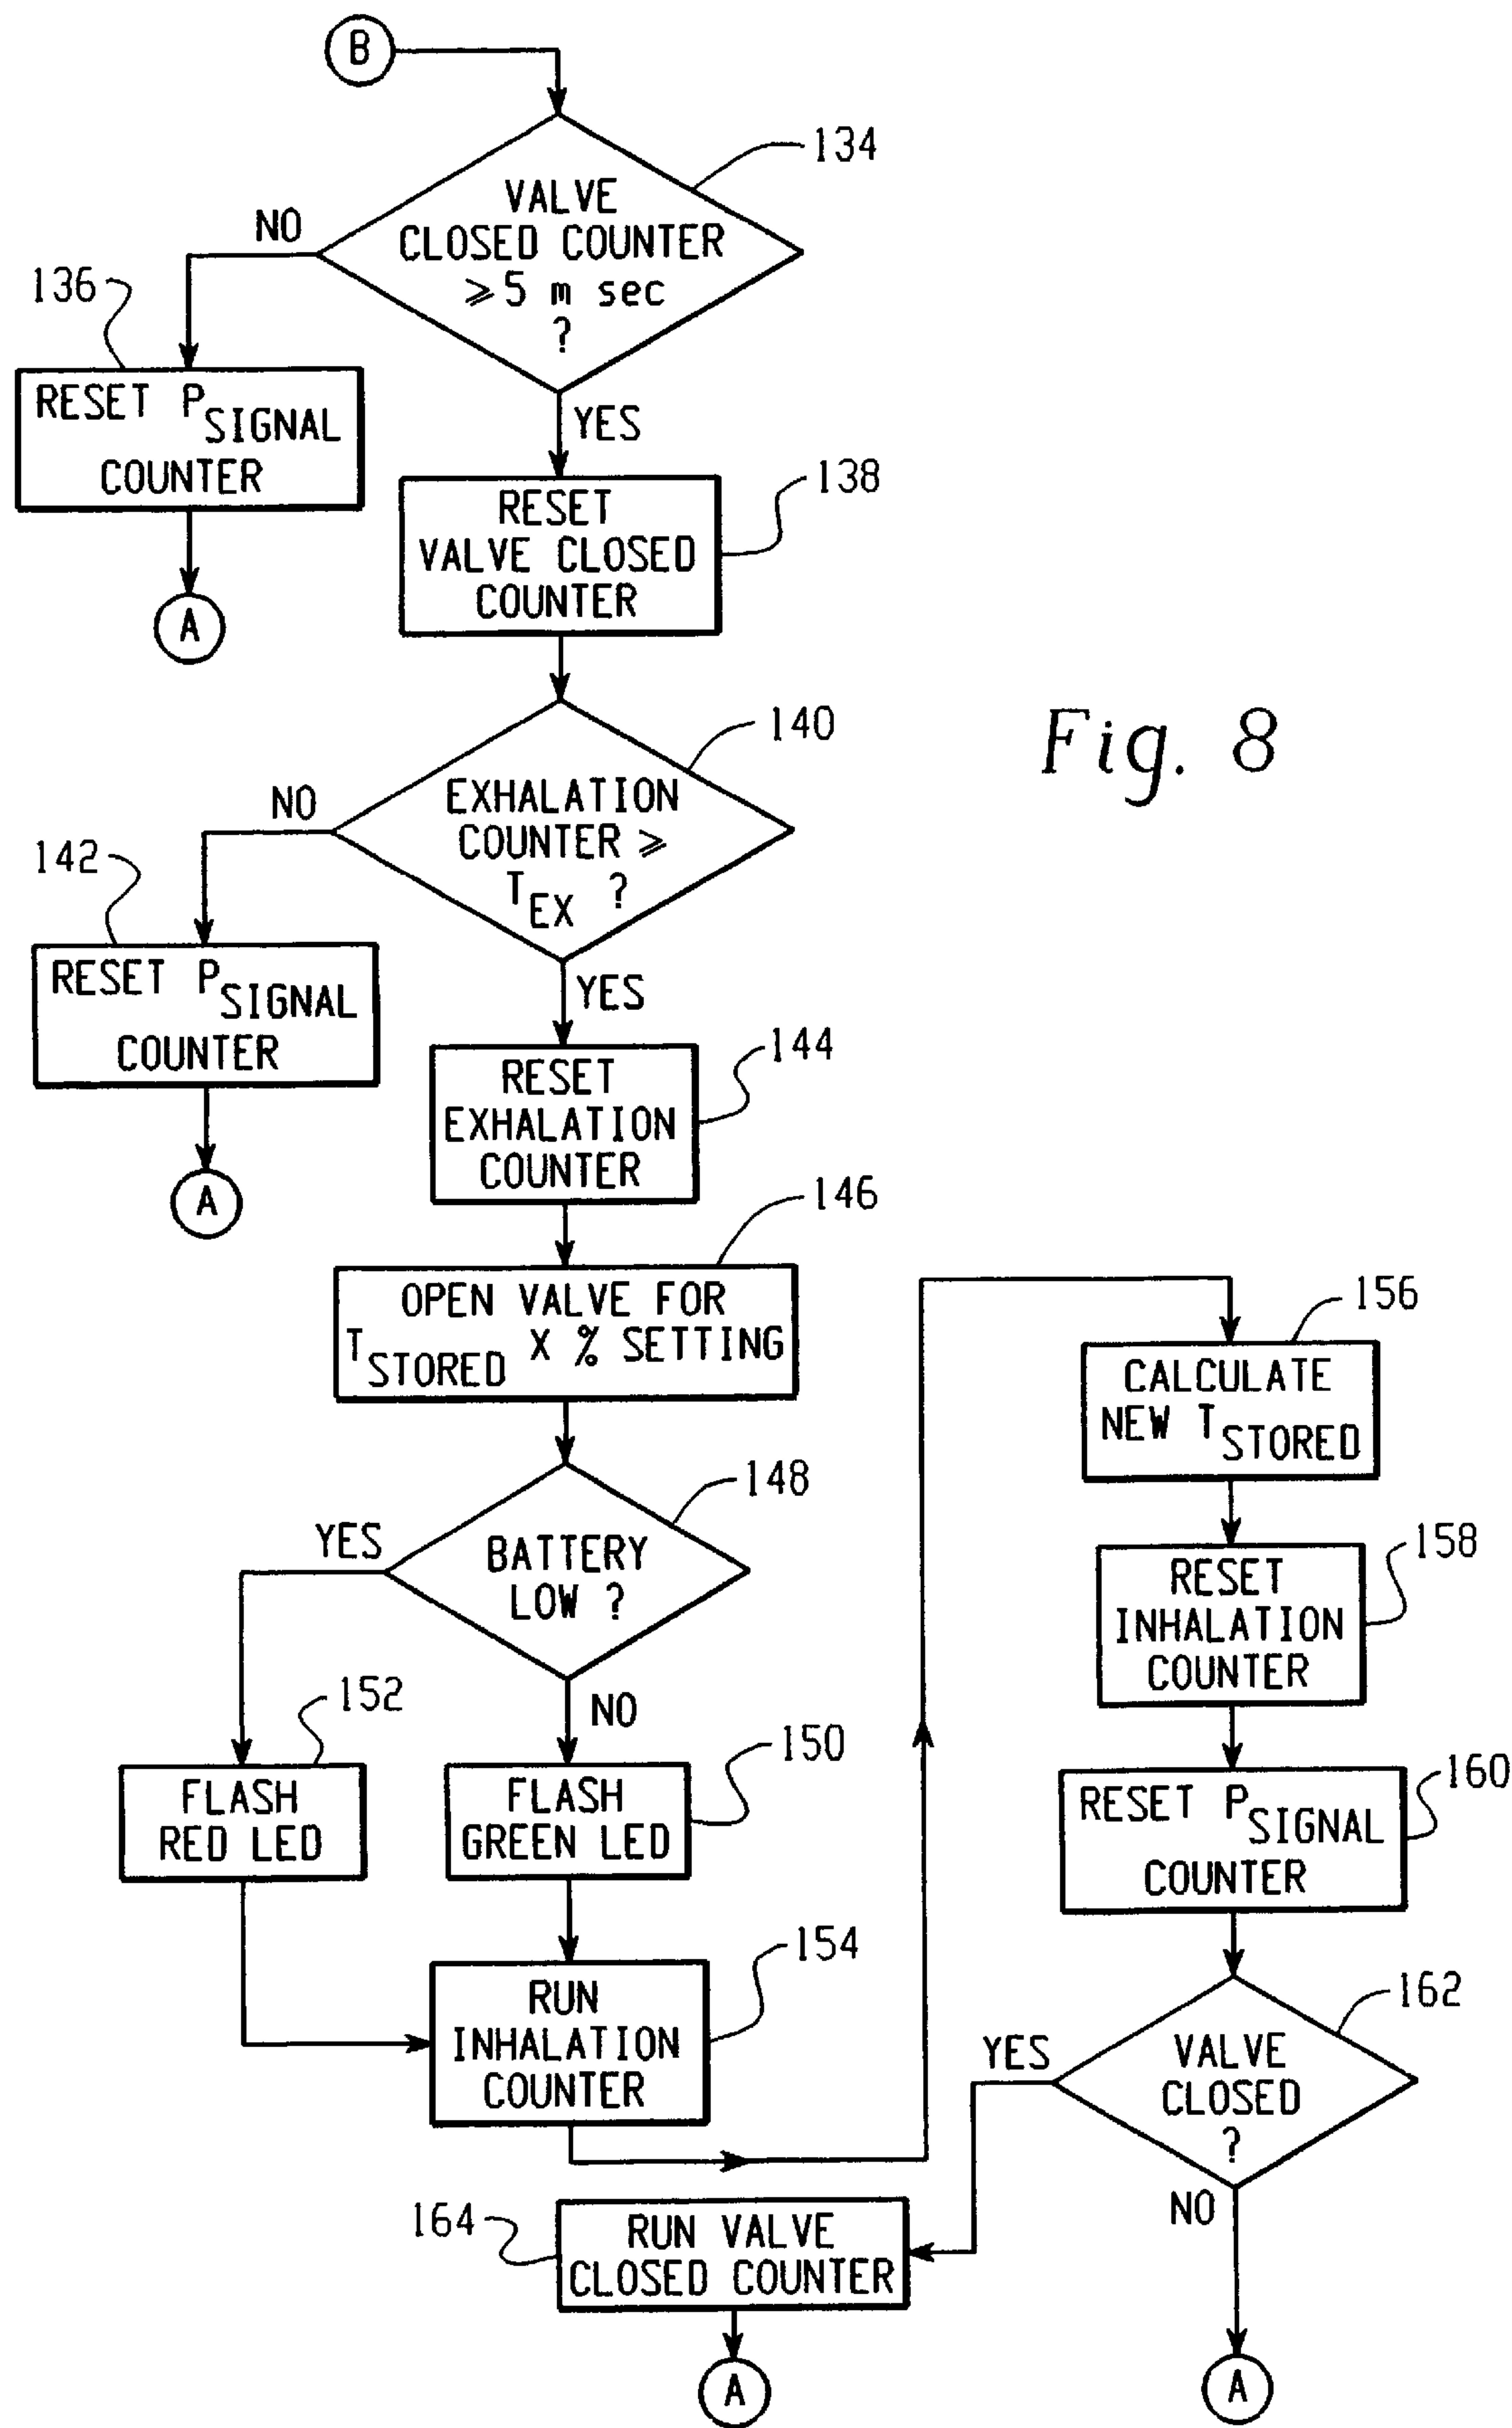 B
134
VALVE
CLOSED COUNTER
≥ 5 m sec
?
NO
YES
136
RESET PSIGNAL
COUNTER
A
138
RESET
VALVE CLOSED
COUNTER
Fig. 8
140
EXHALATION
COUNTER ≥
TEX ?
NO
YES
142
RESET PSIGNAL
COUNTER
A
144
RESET
EXHALATION
COUNTER
146
OPEN VALVE FOR
TSTORED X % SETTING
148
BATTERY
LOW ?
YES
NO
152
FLASH
RED LED
150
FLASH
GREEN LED
154
RUN
INHALATION
COUNTER
156
CALCULATE
NEW TSTORED
158
RESET
INHALATION
COUNTER
160
RESET PSIGNAL
COUNTER
162
VALVE
CLOSED
?
YES
NO
164
RUN VALVE
CLOSED COUNTER
A
A